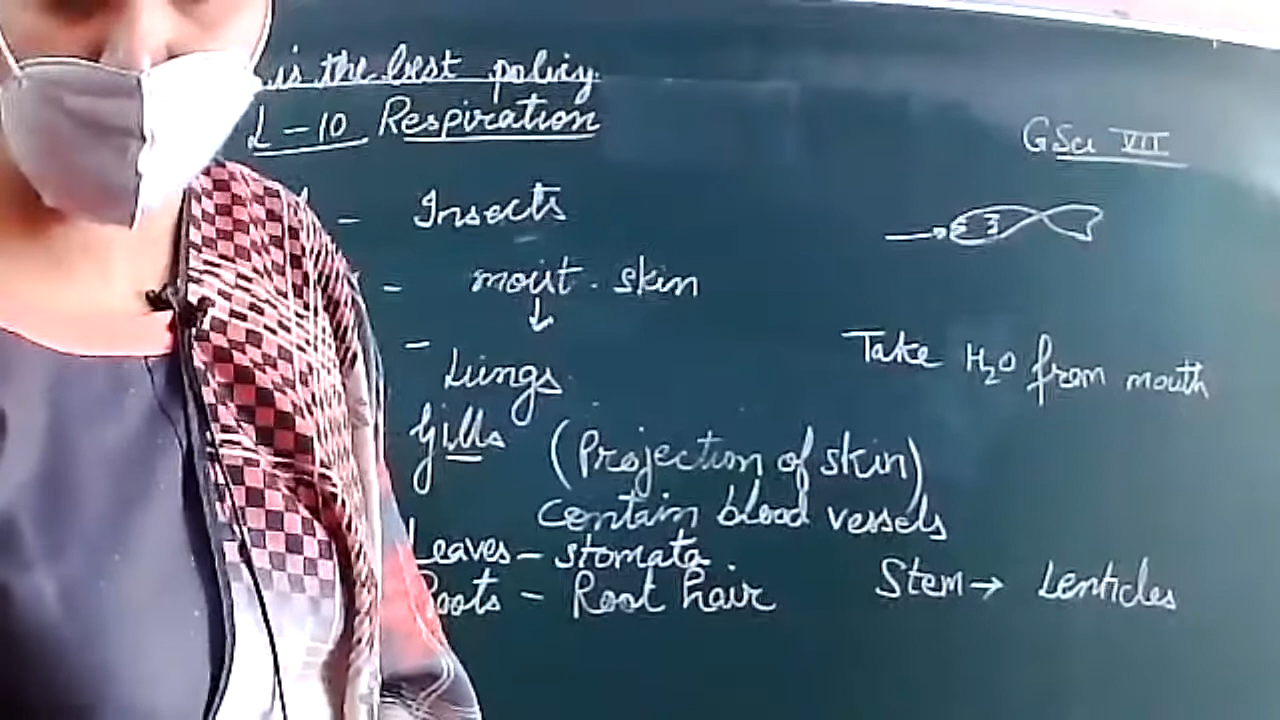 is the best policy
L-10 Respiration
GSci VII
- Insects
- moist. skin
↓
- Lungs
Take H₂O from mouth
Gills (Projection of skin)
contain blood vessels
Leaves - stomata
Roots - Root hair
Stem → Lenticles